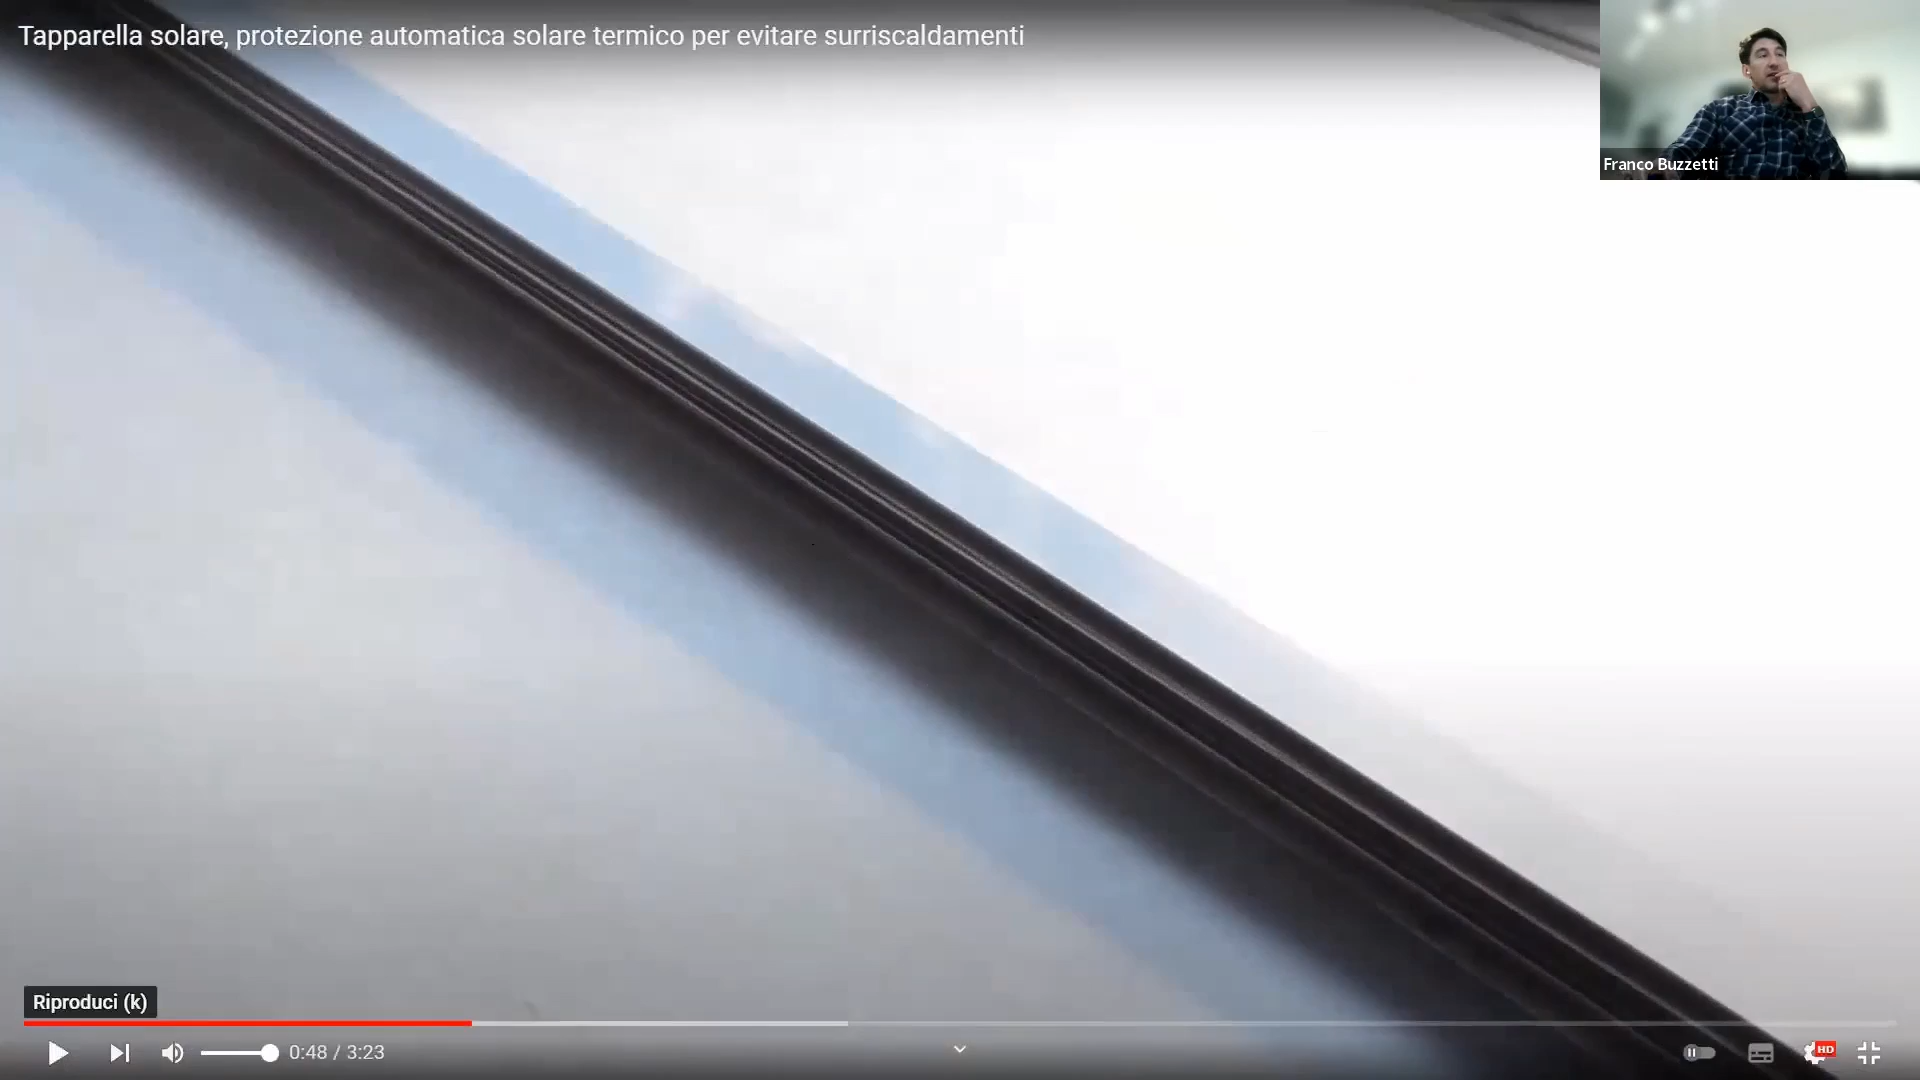 Tapparella solare, protezione automatica solare termico per evitare surriscaldamenti
Franco Buzzetti
Riproduci (k)
0:48 / 3:23
HD